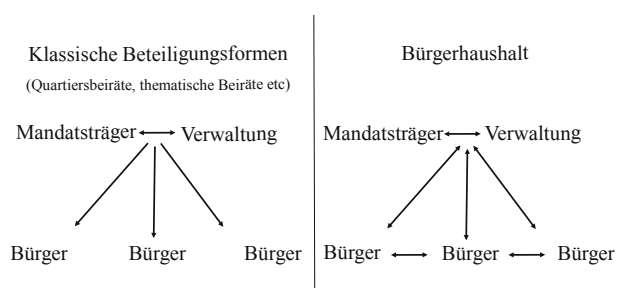 Klassische Beteiligungsformen
(Quartiersbeiräte, thematische Beiräte etc)
Mandatsträger Verwaltung
Bürger Bürger Bürger
Bürgerhaushalt
Mandatsträger Verwaltung
Bürger Bürger Bürger